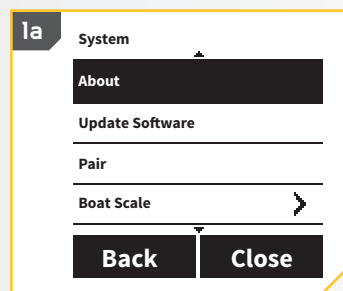 1a
System
About
Update Software
Pair
Boat Scale
Back Close